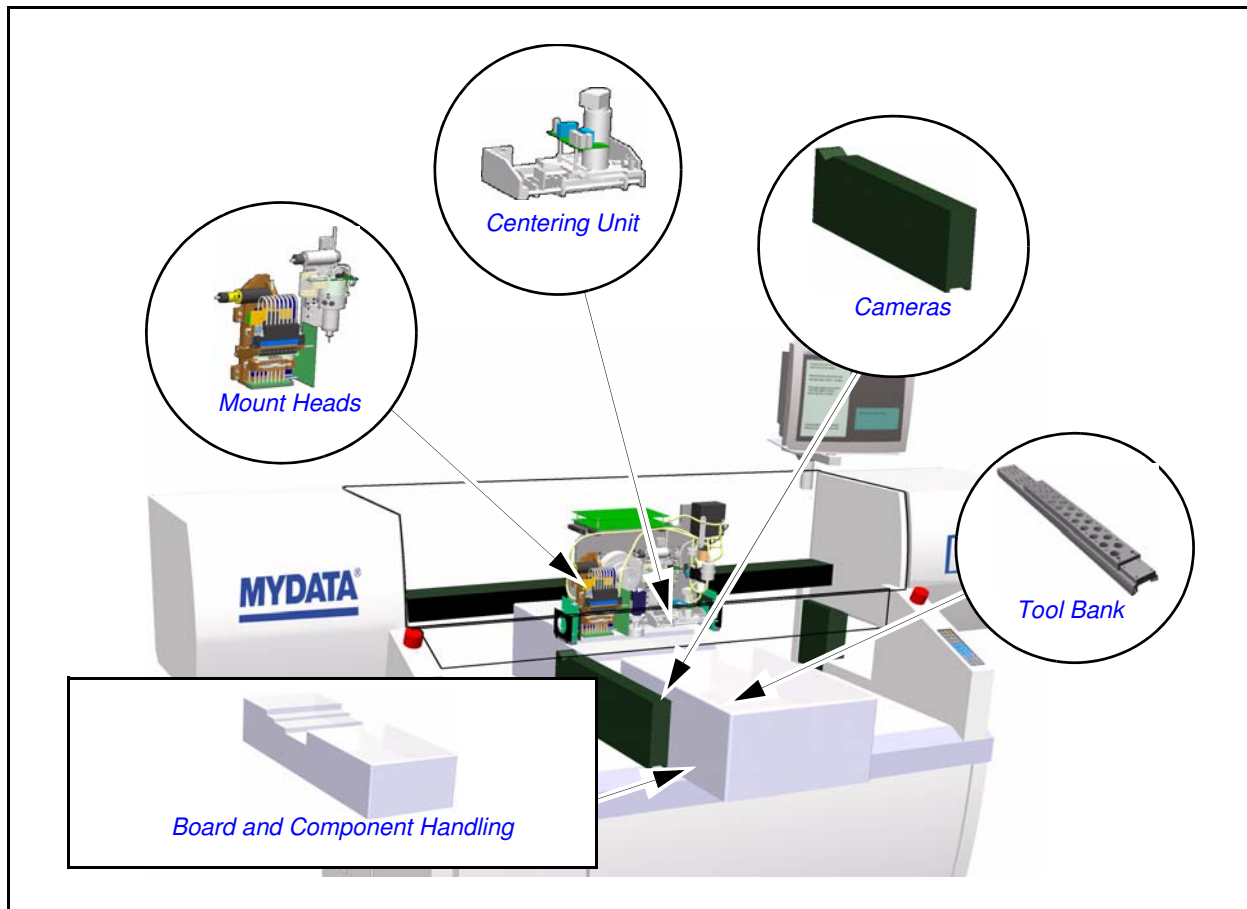 Centering Unit
Cameras
Mount Heads
Tool Bank
MYDATA®
Board and Component Handling